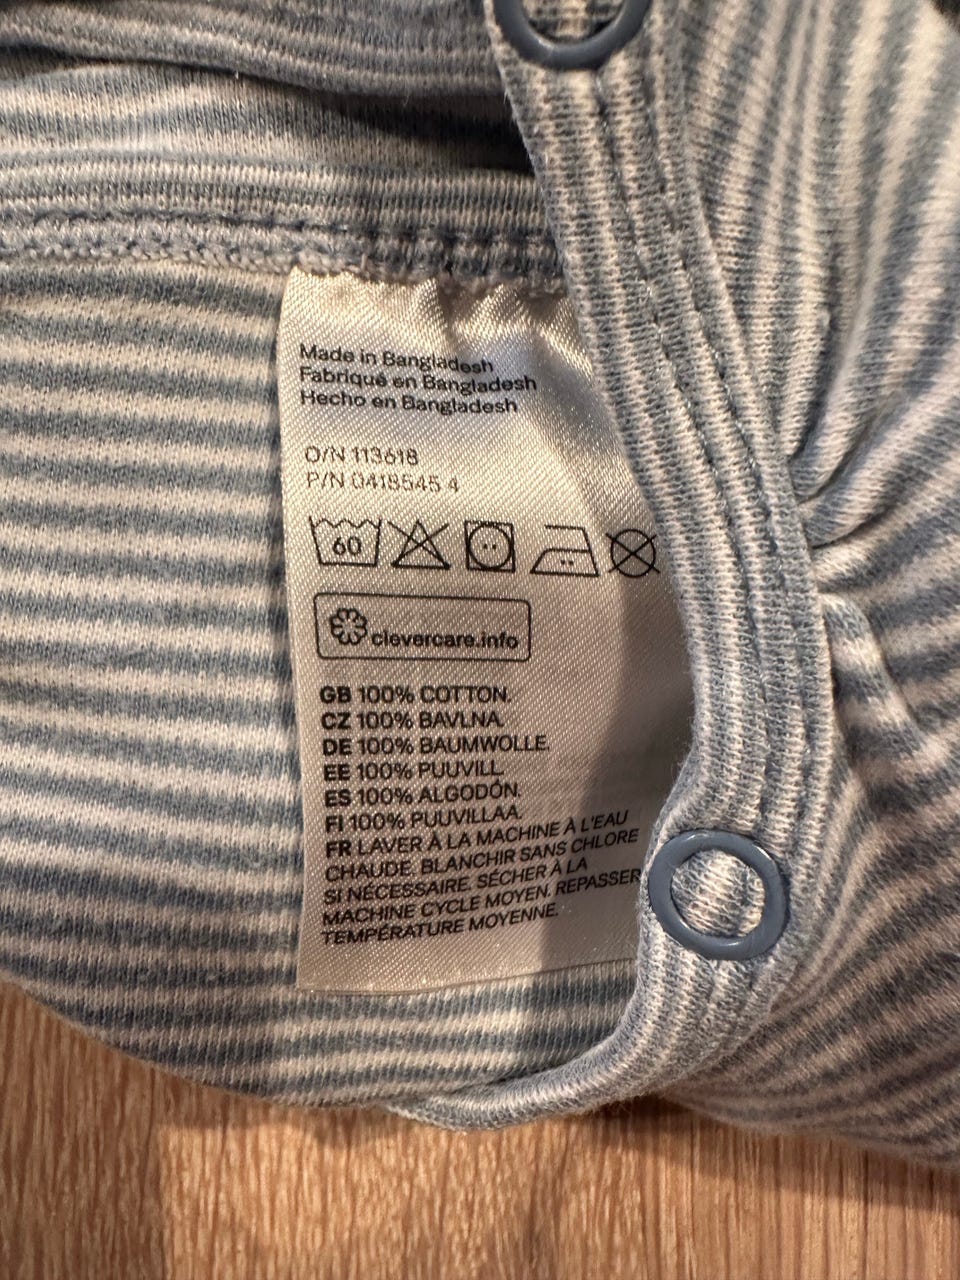 Made in Bangladesh
Fabriqué en Bangladesh
Hecho en Bangladesh
O/N 113618
P/N 0418545 4
60
clevercare.info
GB 100% COTTON.
CZ 100% BAVLNA.
DE 100% BAUMWOLLE.
EE 100% PUUVILL.
ES 100% ALGODÓN.
FI 100% PUUVILLAA.
FR LAVER À LA MACHINE À L'EAU
CHAUDE. BLANCHIR SANS CHLORE
SI NÉCESSAIRE. SÉCHER À LA
MACHINE CYCLE MOYEN. REPASSER
TEMPÉRATURE MOYENNE.